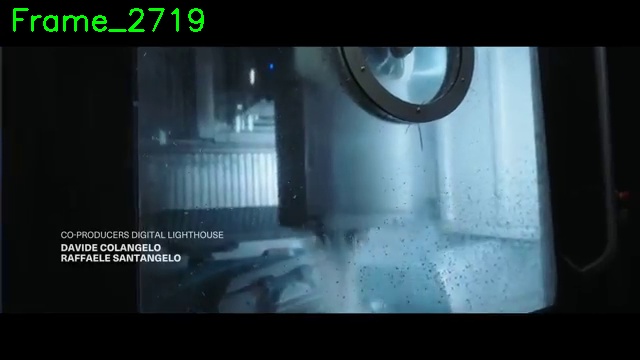 Frame_2719
CO-PRODUCERS DIGITAL LIGHTHOUSE
DAVIDE COLANGELO
RAFFAELE SANTANGELO